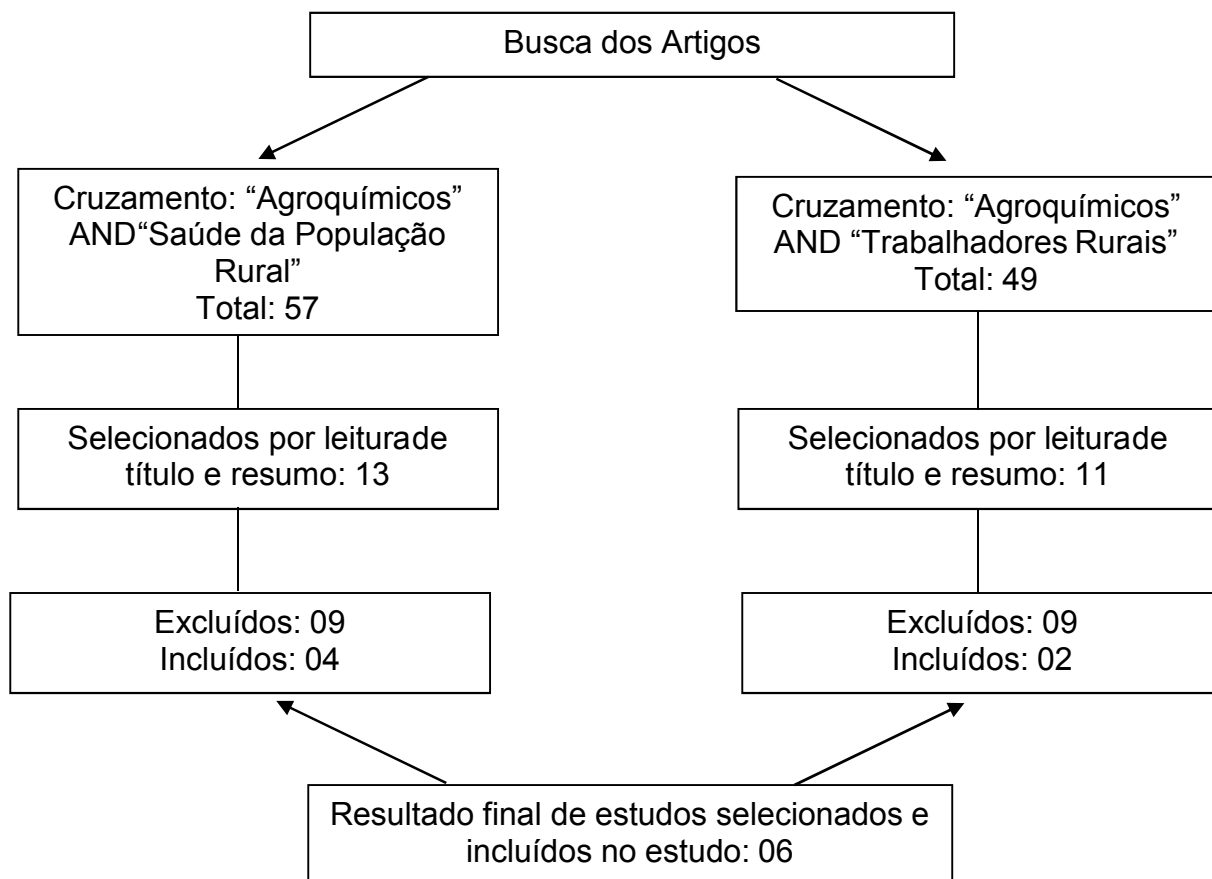 Busca dos Artigos
Cruzamento: “Agroquímicos”
AND“Saúde da População
Rural”
Total: 57
Cruzamento: “Agroquímicos”
AND “Trabalhadores Rurais”
Total: 49
Selecionados por leiturade
título e resumo: 13
Selecionados por leiturade
título e resumo: 11
Excluídos: 09
Incluídos: 04
Excluídos: 09
Incluídos: 02
Resultado final de estudos selecionados e
incluídos no estudo: 06